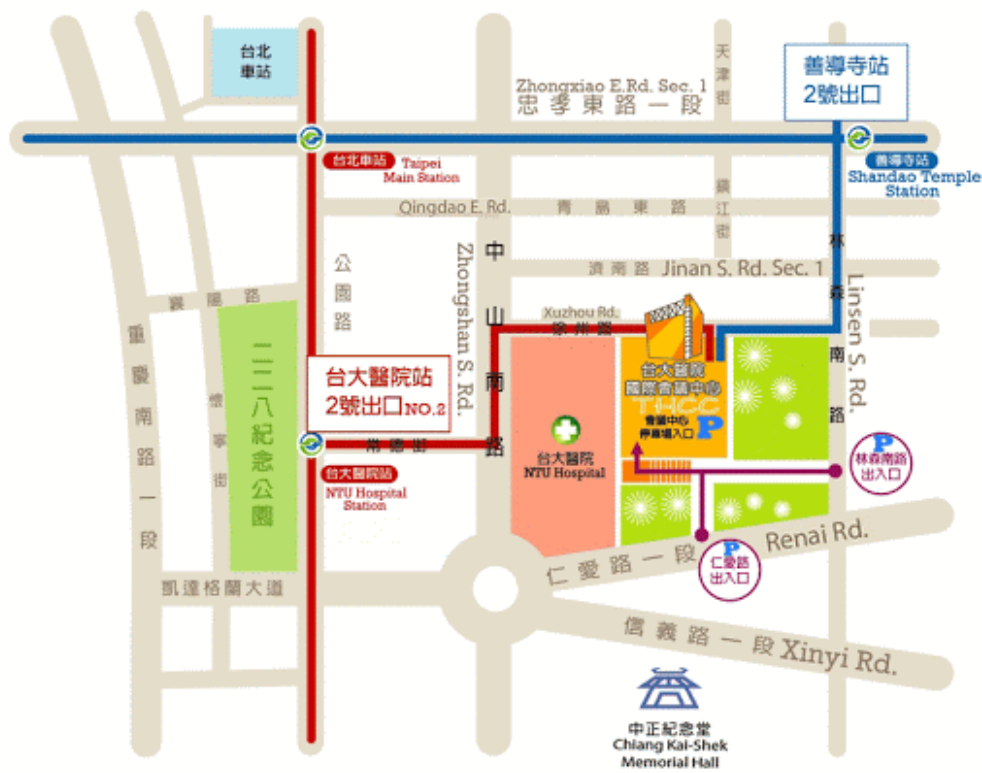 台北
車站
Zhongxiao E.Rd. Sec. 1
忠孝東路一段
天津街
善導寺站
2號出口
台北車站
Taipei
Main Station
善導寺站
Shandao Temple
Station
Qingdao E. Rd.
青島東路
鎮江街
公園路
中山南路
Zhongshan S. Rd.
濟南路
Jinan S. Rd. Sec. 1
林森南路
Linsen S. Rd.
襄陽路
Xuzhou Rd.
徐州路
重慶南路一段
懷寧街
二二八紀念公園
台大醫院站
2號出口NO.2
常德街
台大醫院站
NTU Hospital
Station
台大醫院
NTU Hospital
台大醫院
國際會議中心
THCC
會議中心
停車場入口
P
P
林森南路
出入口
P
仁愛路
出入口
仁愛路一段
Renai Rd.
凱達格蘭大道
信義路一段
Xinyi Rd.
中正紀念堂
Chiang Kai-Shek
Memorial Hall